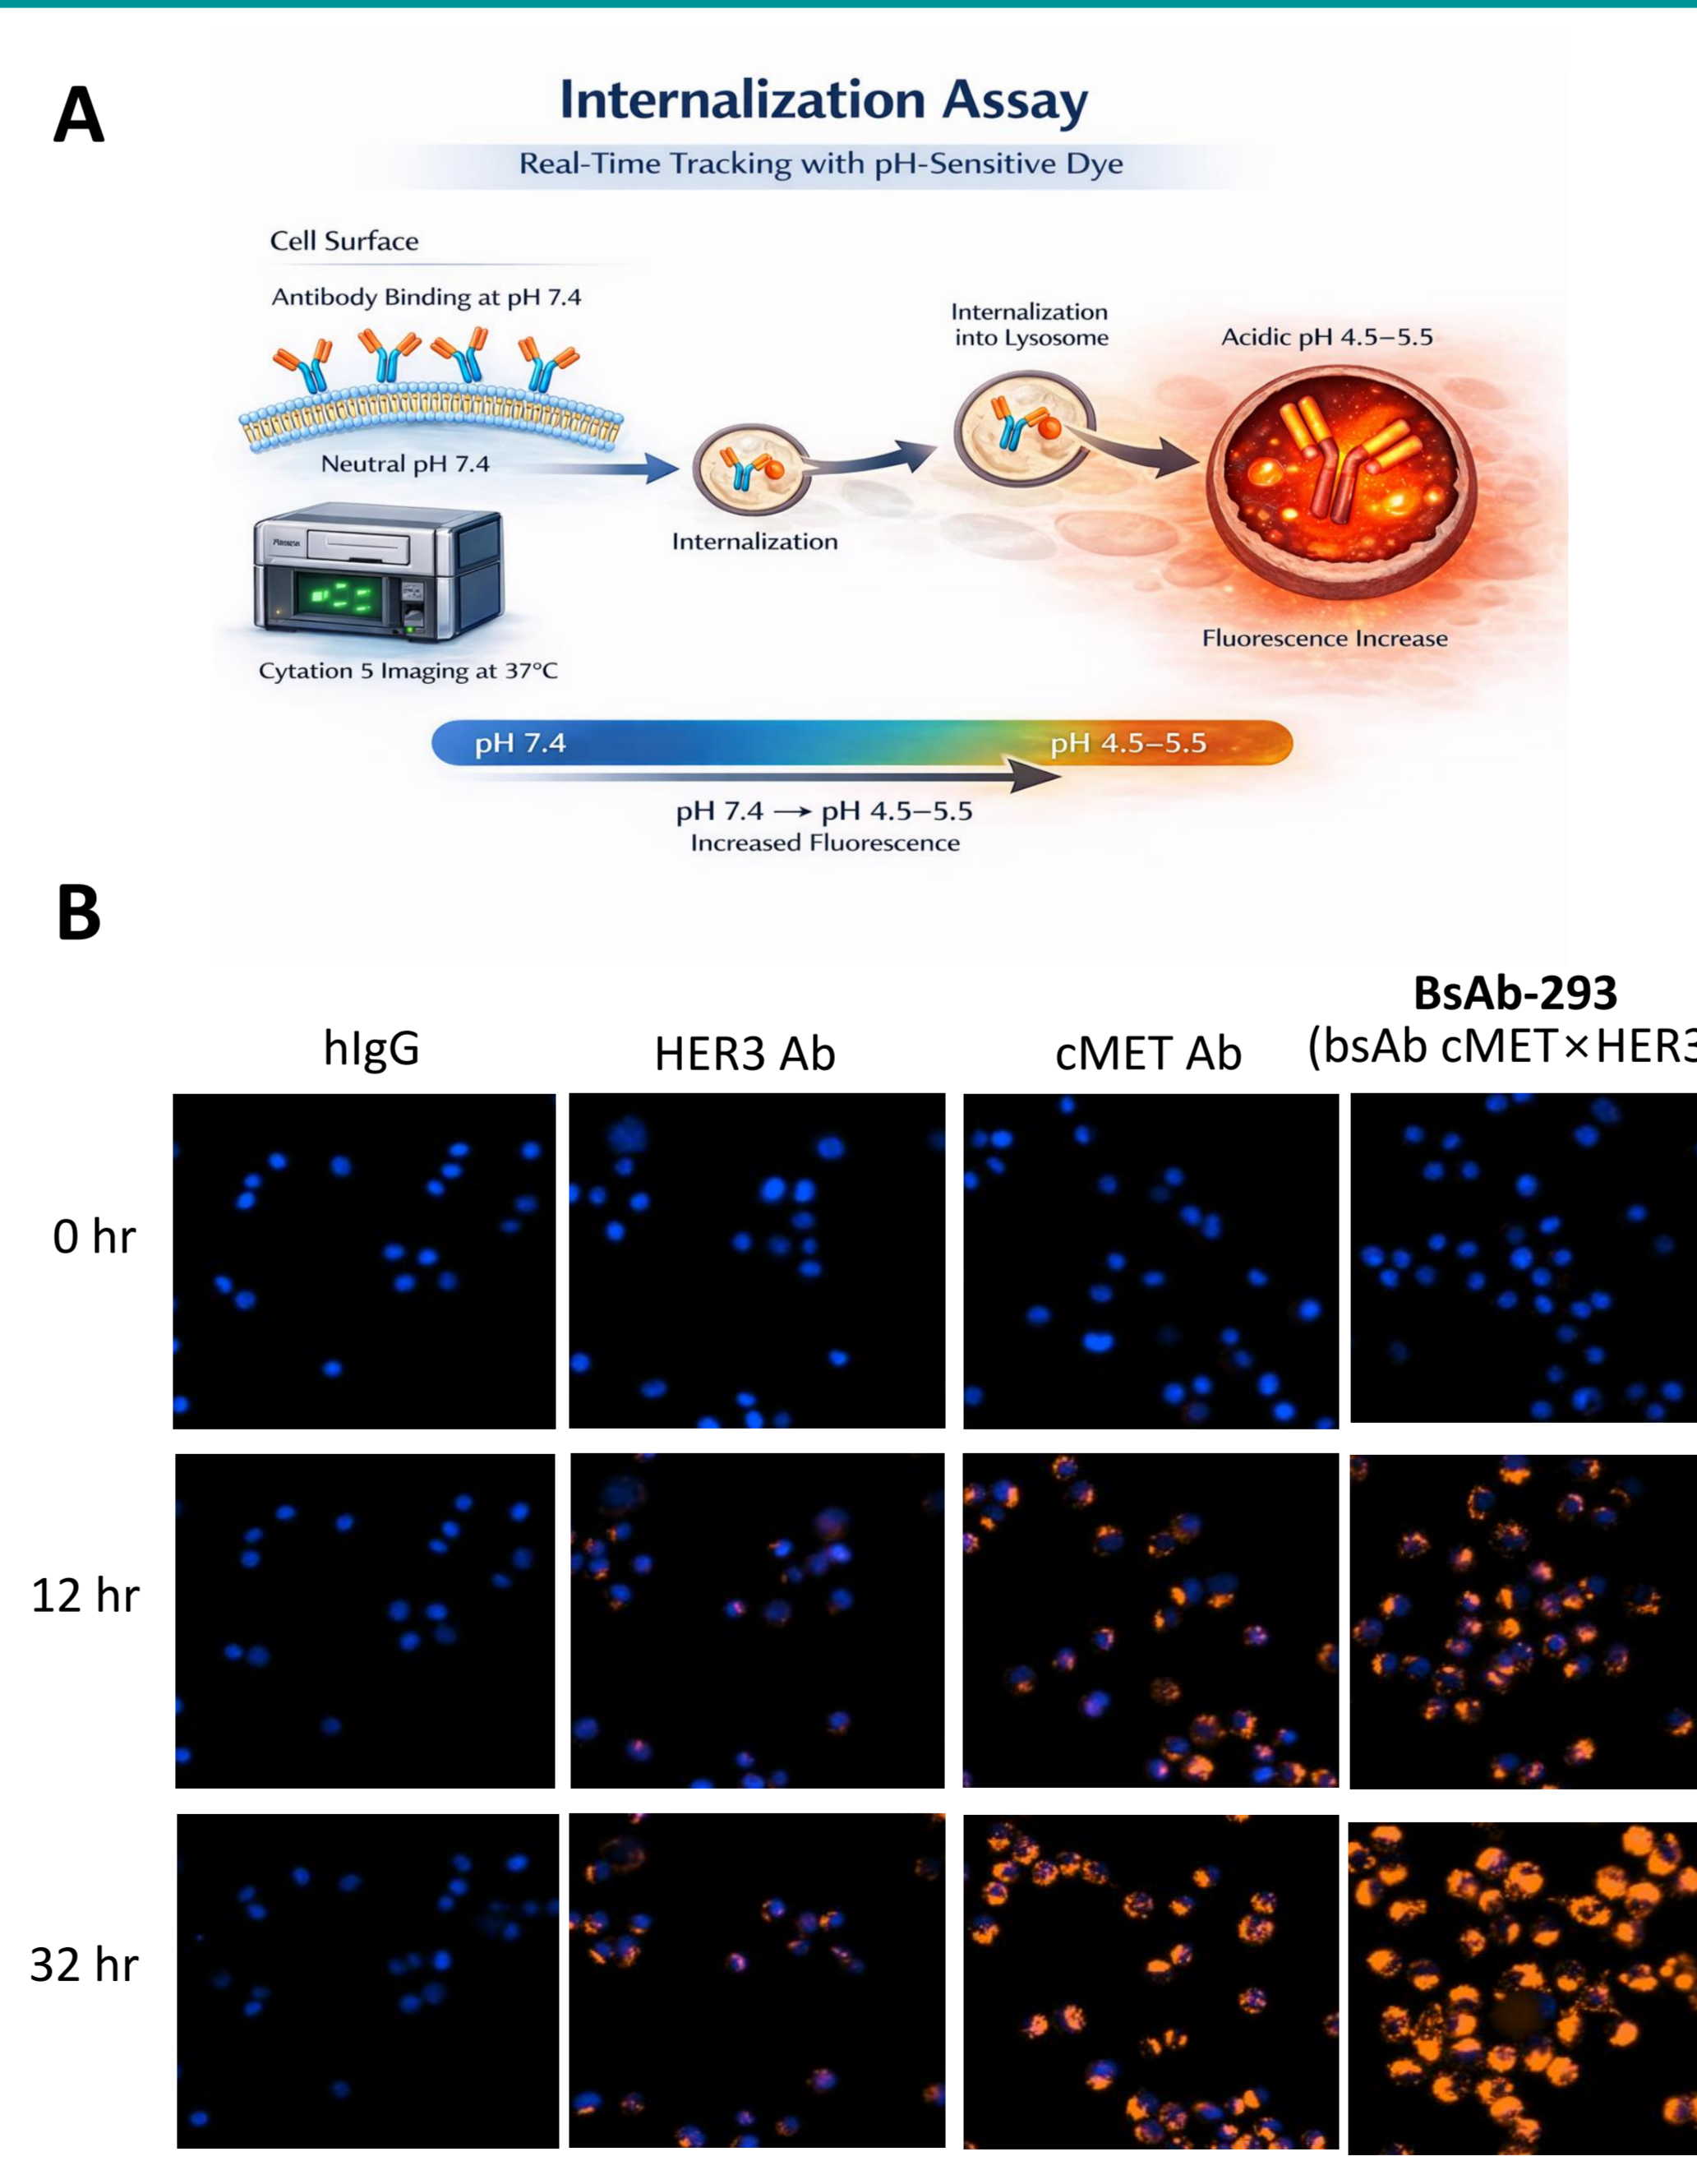 A
Internalization Assay
Real-Time Tracking with pH-Sensitive Dye
Cell Surface
Antibody Binding at pH 7.4
Neutral pH 7.4
Internalization
Internalization
into Lysosome
Acidic pH 4.5–5.5
Fluorescence Increase
Cytation 5 Imaging at 37°C
pH 7.4
pH 4.5–5.5
pH 7.4 → pH 4.5–5.5
Increased Fluorescence
B
hIgG
HER3 Ab
cMET Ab
BsAb-293
(bsAb cMET×HER3
0 hr
12 hr
32 hr